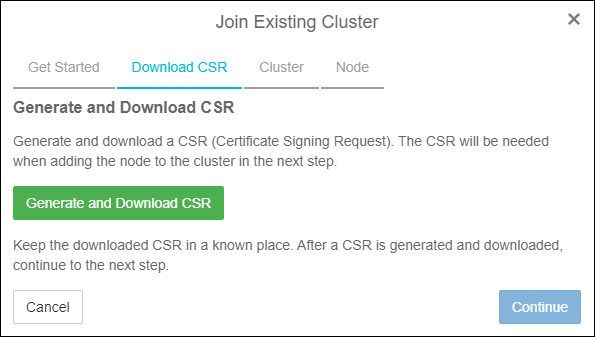 Join Existing Cluster ×
Get Started Download CSR Cluster Node
Generate and Download CSR
Generate and download a CSR (Certificate Signing Request). The CSR will be needed
when adding the node to the cluster in the next step.
Generate and Download CSR
Keep the downloaded CSR in a known place. After a CSR is generated and downloaded,
continue to the next step.
Cancel Continue